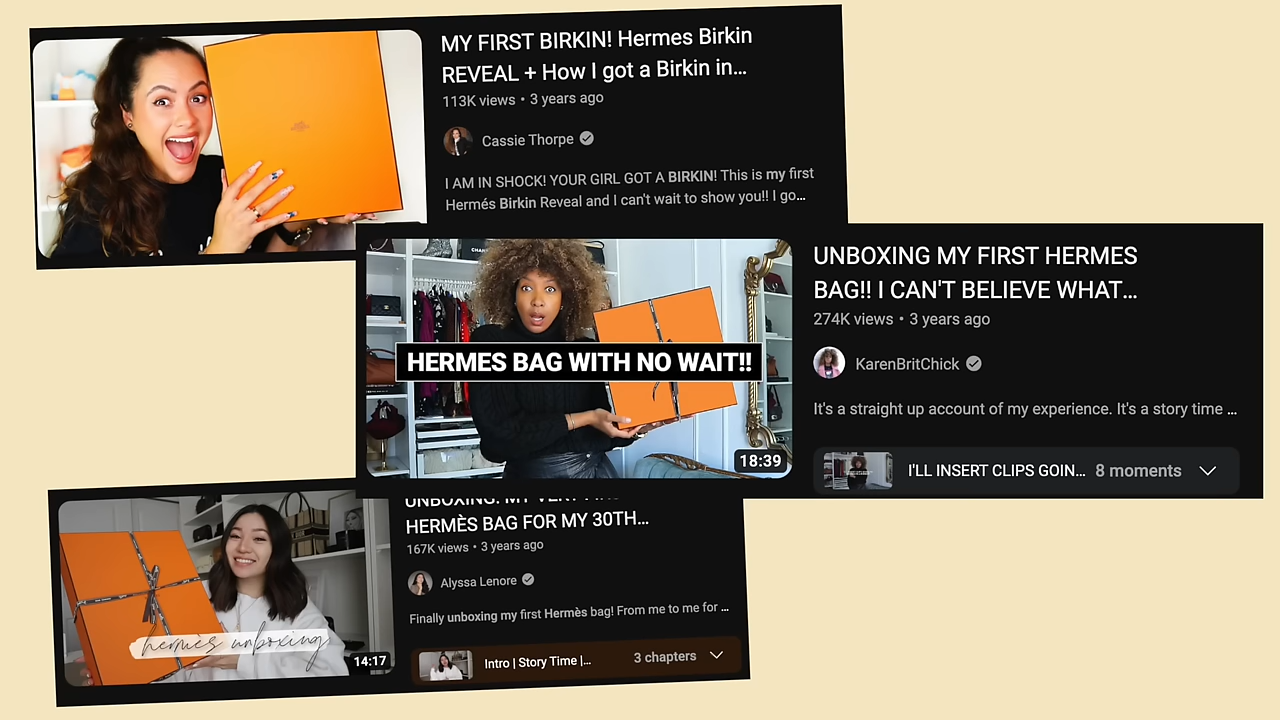 MY FIRST BIRKIN! Hermes Birkin
REVEAL + How I got a Birkin in...
113K views • 3 years ago
Cassie Thorpe
I AM IN SHOCK! YOUR GIRL GOT A BIRKIN! This is my first
Hermés Birkin Reveal and I can't wait to show you!! I go...
CHAN
HERMES BAG WITH NO WAIT!!
18:39
UNBOXING MY FIRST HERMES
BAG!! I CAN'T BELIEVE WHAT...
274K views • 3 years ago
KarenBritChick
It's a straight up account of my experience. It's a story time ...
I'LL INSERT CLIPS GOIN... 8 moments
hermès unboxing
14:17
UNBOXING: MY VERY
HERMÈS BAG FOR MY 30TH...
167K views • 3 years ago
Alyssa Lenore
Finally unboxing my first Hermès bag! From me to me for ...
Intro | Story Time |... 3 chapters